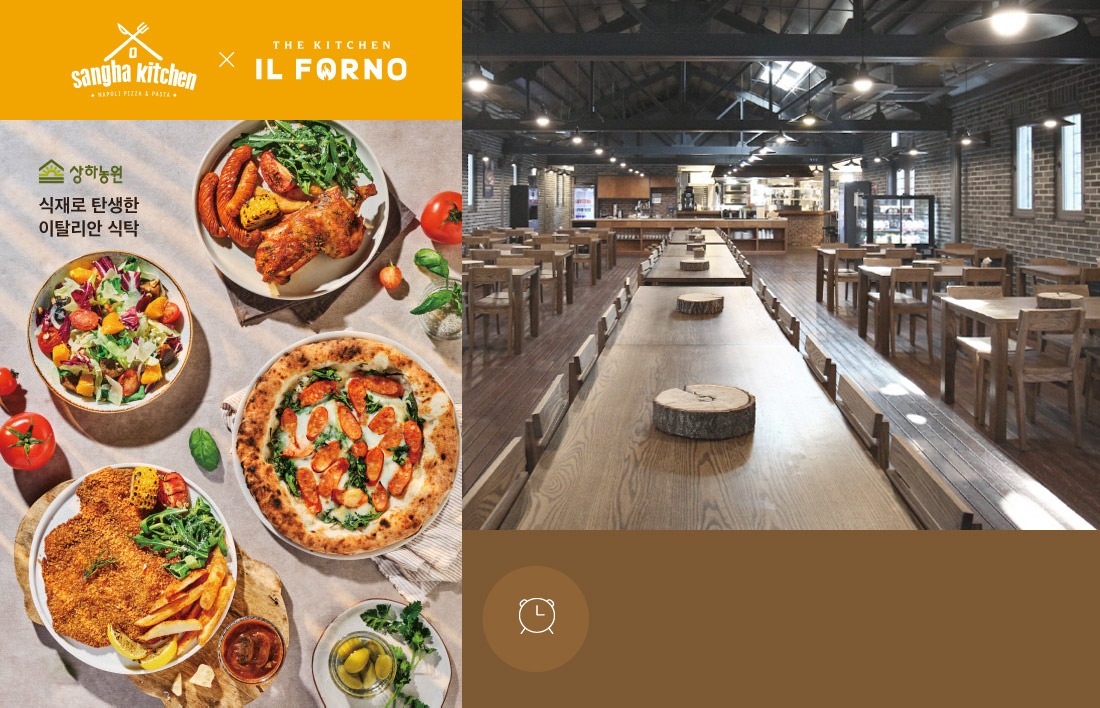 sangha kitchen
NAPOLI PIZZA & PASTA
×
THE KITCHEN
IL FORNO
상하농원
식재로 탄생한
이탈리안 식탁